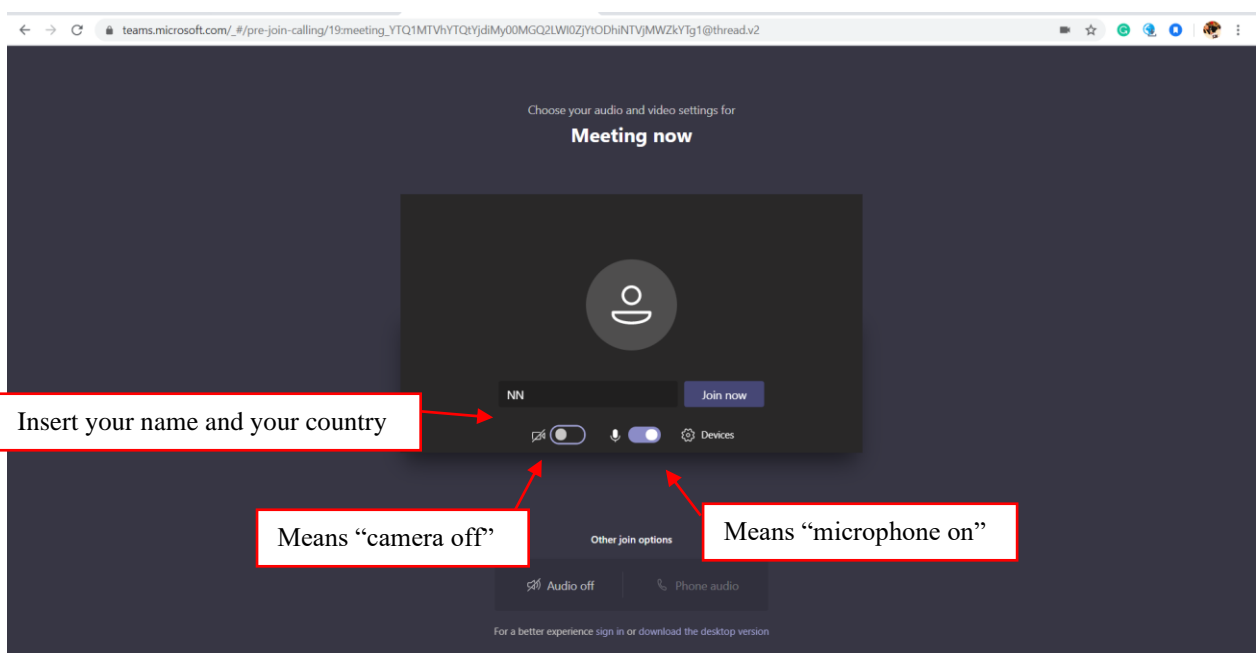 teams.microsoft.com/_#/pre-join-calling/19:meeting_YTQ1MTVhYTQtYjdiMy00MGQ2LWI0ZjYtODhiNTVjMWZkYTg1@thread.v2
Choose your audio and video settings for
Meeting now
NN
Join now
Insert your name and your country
Devices
Means “camera off”
Means “microphone on”
Other join options
Audio off
Phone audio
For a better experience sign in or download the desktop version